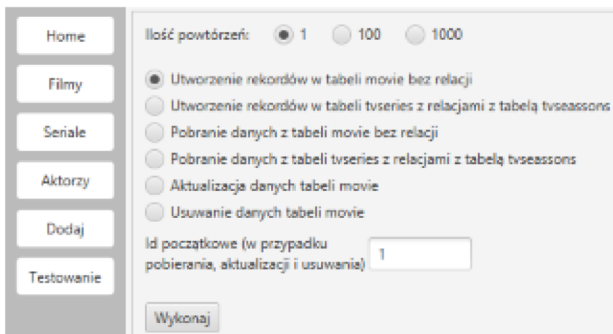 Home
Filmy
Seriale
Aktorzy
Dodaj
Testowanie
Ilość powtórzeń: 1 100 1000
Utworzenie rekordów w tabeli movie bez relacji
Utworzenie rekordów w tabeli tvseries z relacjami z tabelą tvseassons
Pobranie danych z tabeli movie bez relacji
Pobranie danych z tabeli tvseries z relacjami z tabelą tvseassons
Aktualizacja danych tabeli movie
Usuwanie danych tabeli movie
Id początkowe (w przypadku
pobierania, aktualizacji i usuwania) 1
Wykonaj